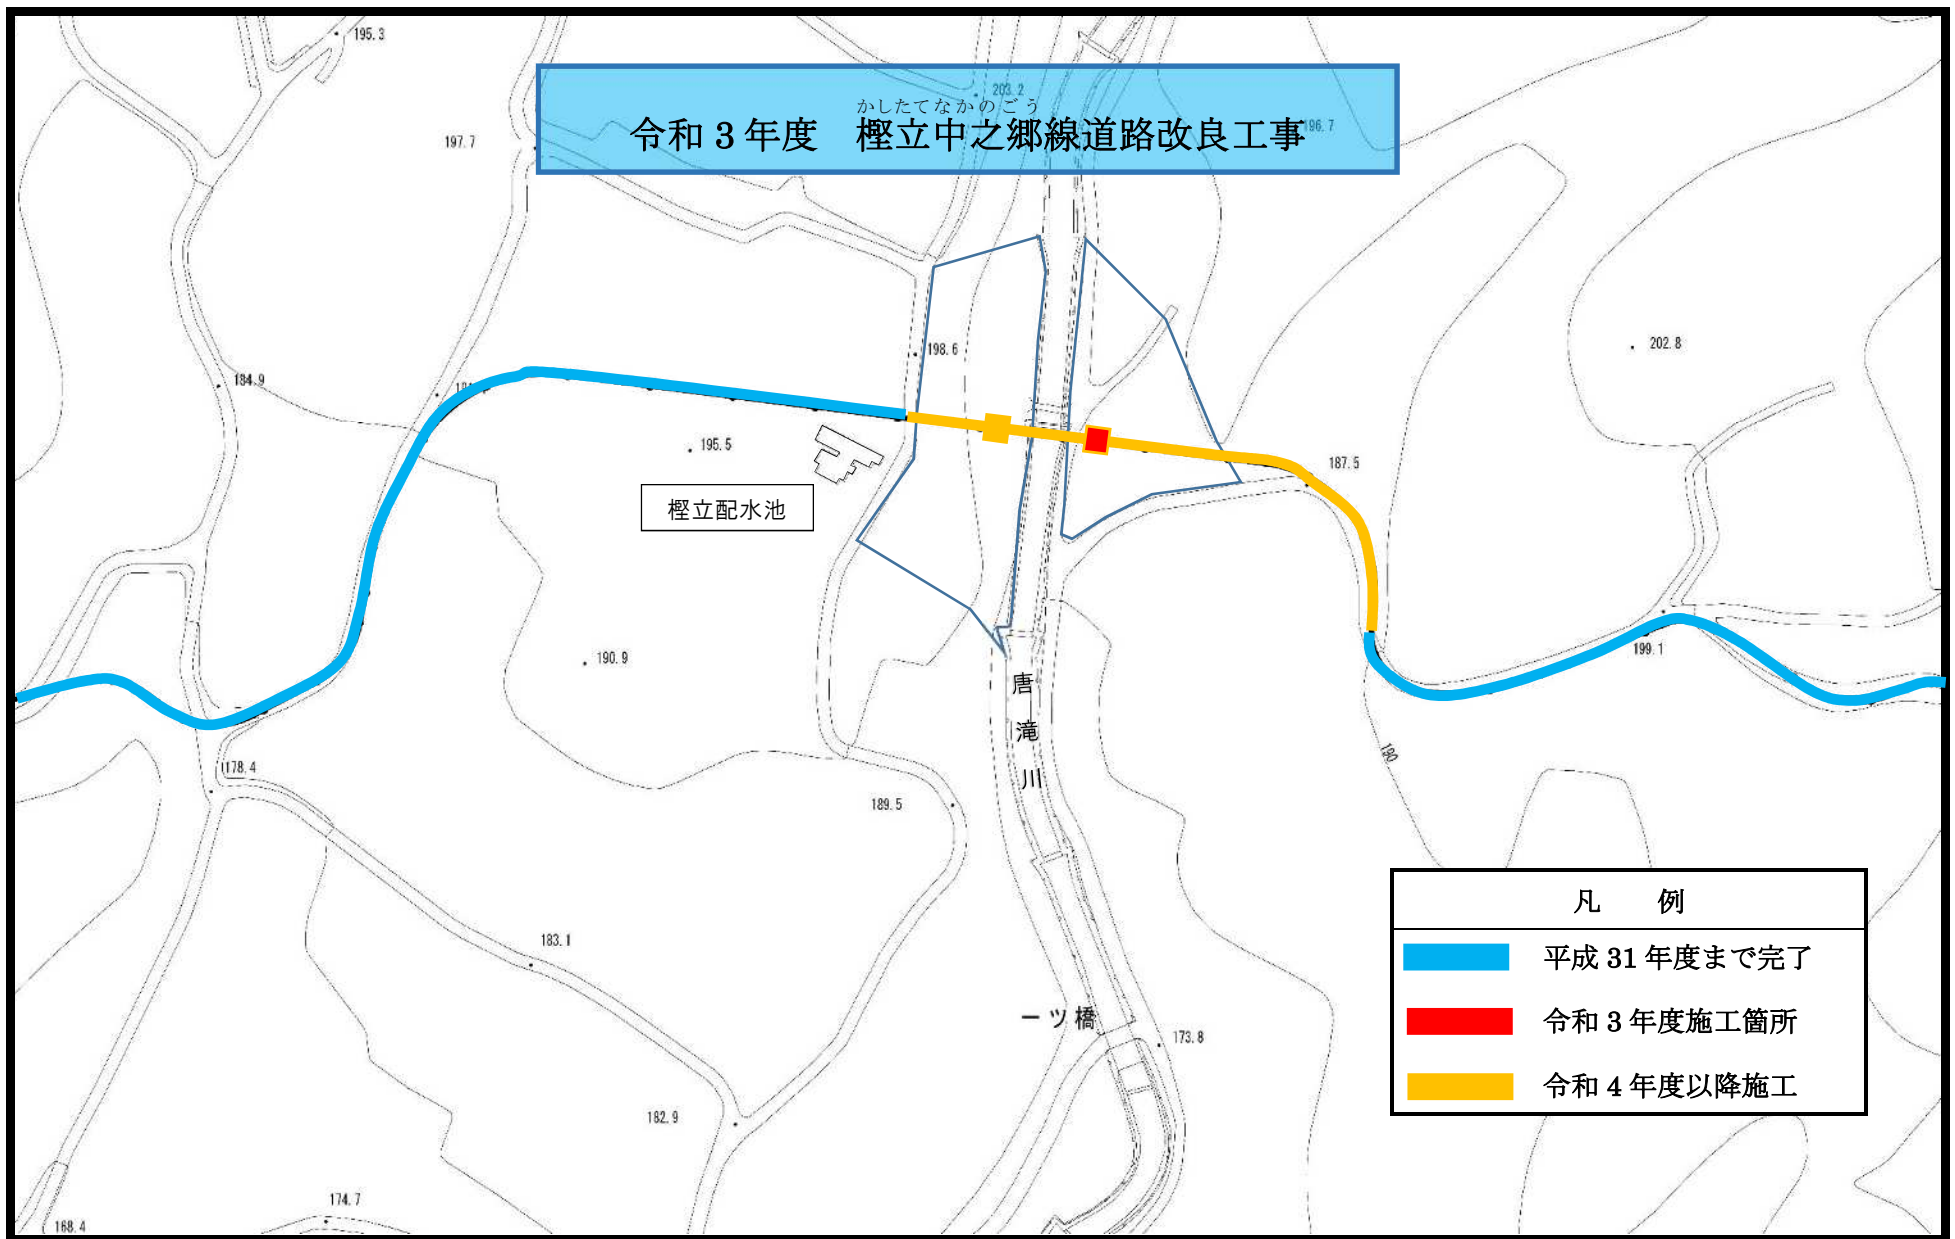 195.3
203.2
かしたてなかのごう
令和3年度 樫立中之郷線道路改良工事
196.7
197.7
198.6
202.8
184.9
195.5
187.5
樫立配水池
190.9
199.1
唐滝川
190
178.4
189.5
凡 例
平成31年度まで完了
令和3年度施工箇所
令和4年度以降施工
183.1
一ツ橋
173.8
182.9
174.7
168.4